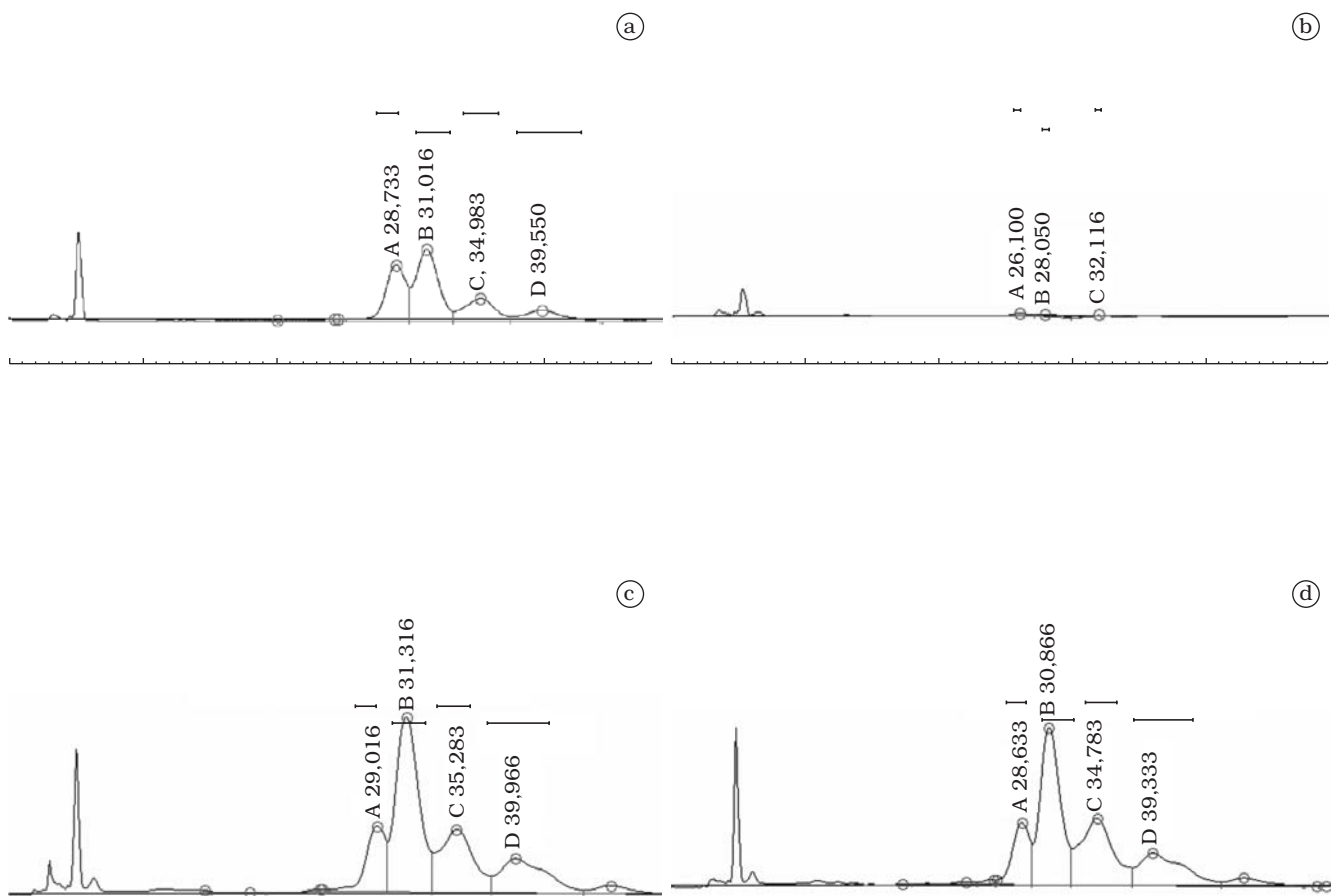 a
A 28,733
B 31,016
C, 34,983
D 39,550
b
A 26,100
B 28,050
C 32,116
c
A 29,016
B 31,316
C 35,283
D 39,966
d
A 28,633
B 30,866
C 34,783
D 39,333